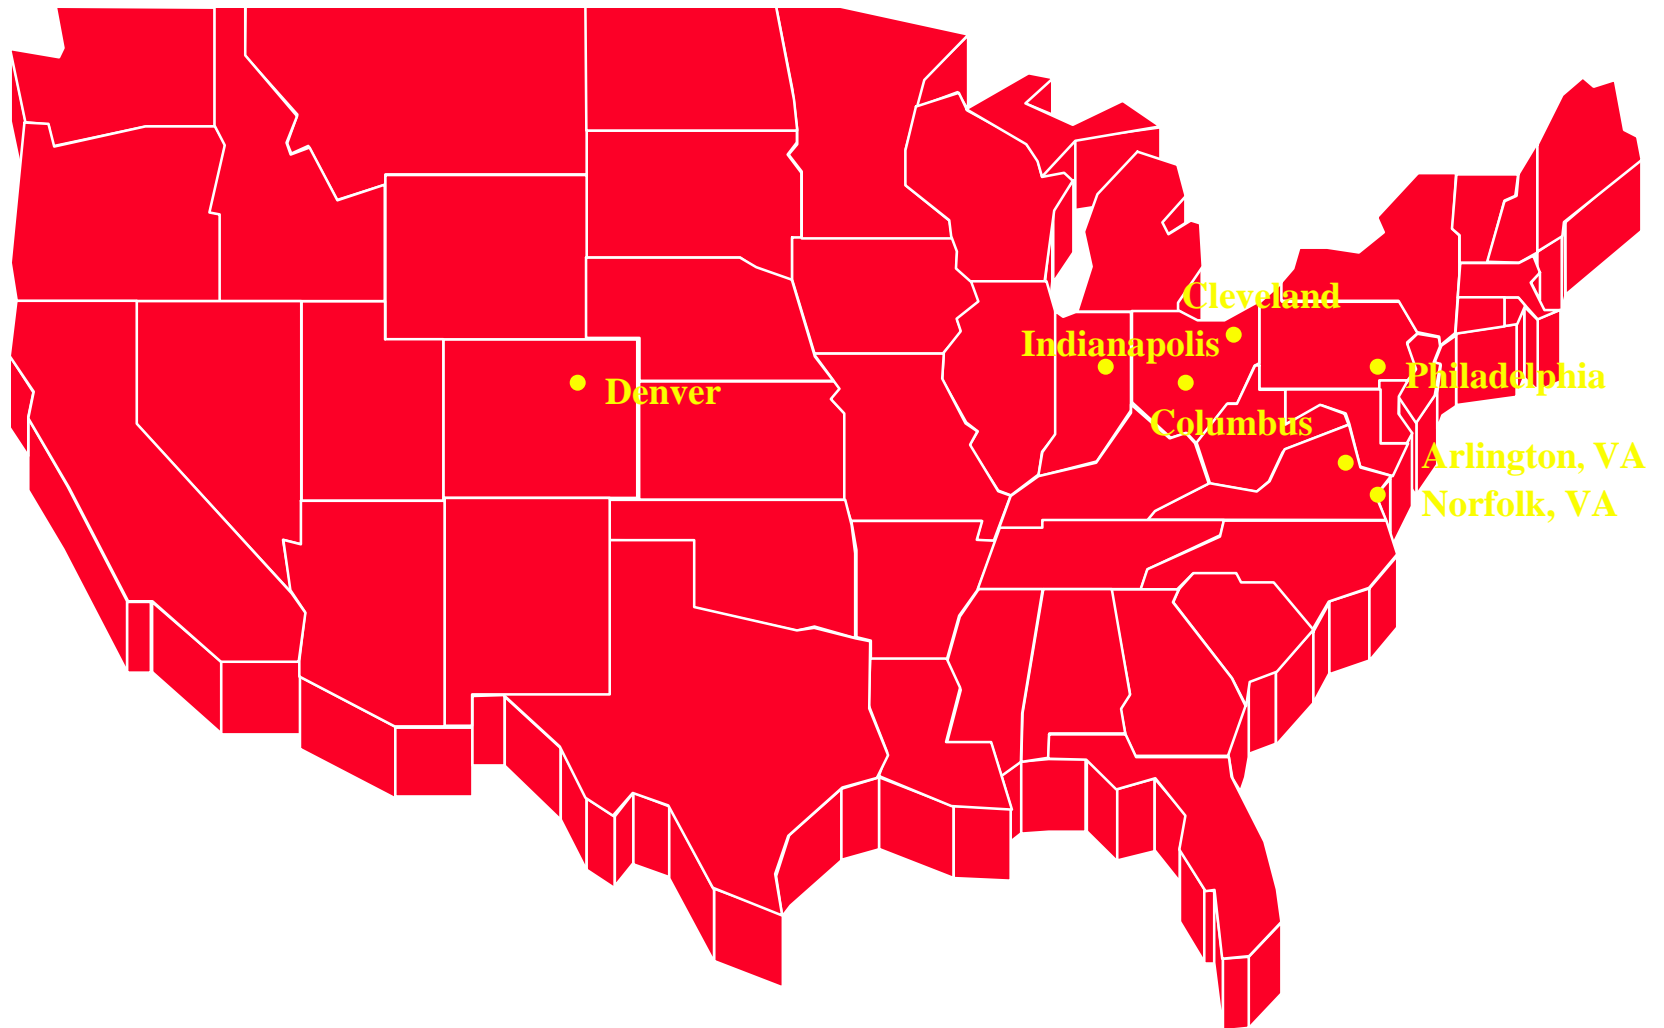 Cleveland
Indianapolis
Denver
Philadelphia
Columbus
Arlington, VA
Norfolk, VA